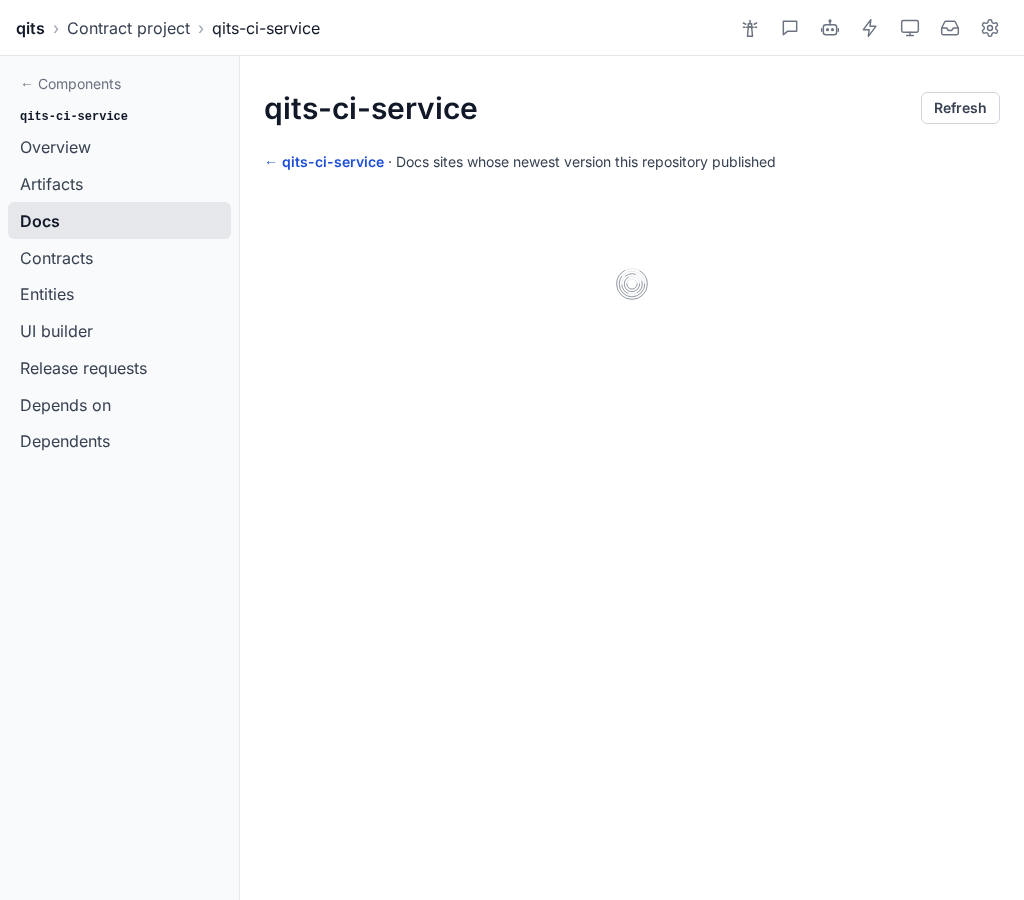 qits › Contract project › qits-ci-service
← Components
qits-ci-service
Overview
Artifacts
Docs
Contracts
Entities
UI builder
Release requests
Depends on
Dependents
qits-ci-service
Refresh
← qits-ci-service · Docs sites whose newest version this repository published